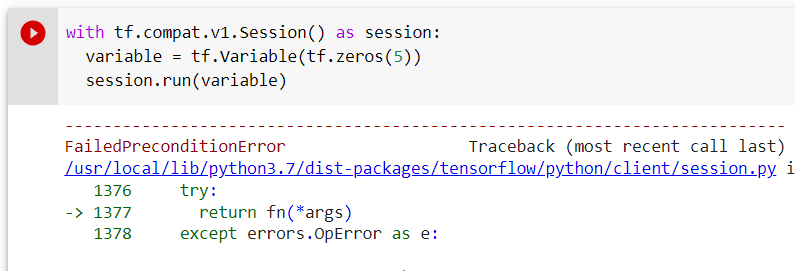 with tf.compat.v1.Session() as session:
  variable = tf.Variable(tf.zeros(5))
  session.run(variable)
---------------------------------------------------------------------------
FailedPreconditionError                   Traceback (most recent call last)
/usr/local/lib/python3.7/dist-packages/tensorflow/python/client/session.py i
   1376     try:
-> 1377       return fn(*args)
   1378     except errors.OpError as e: